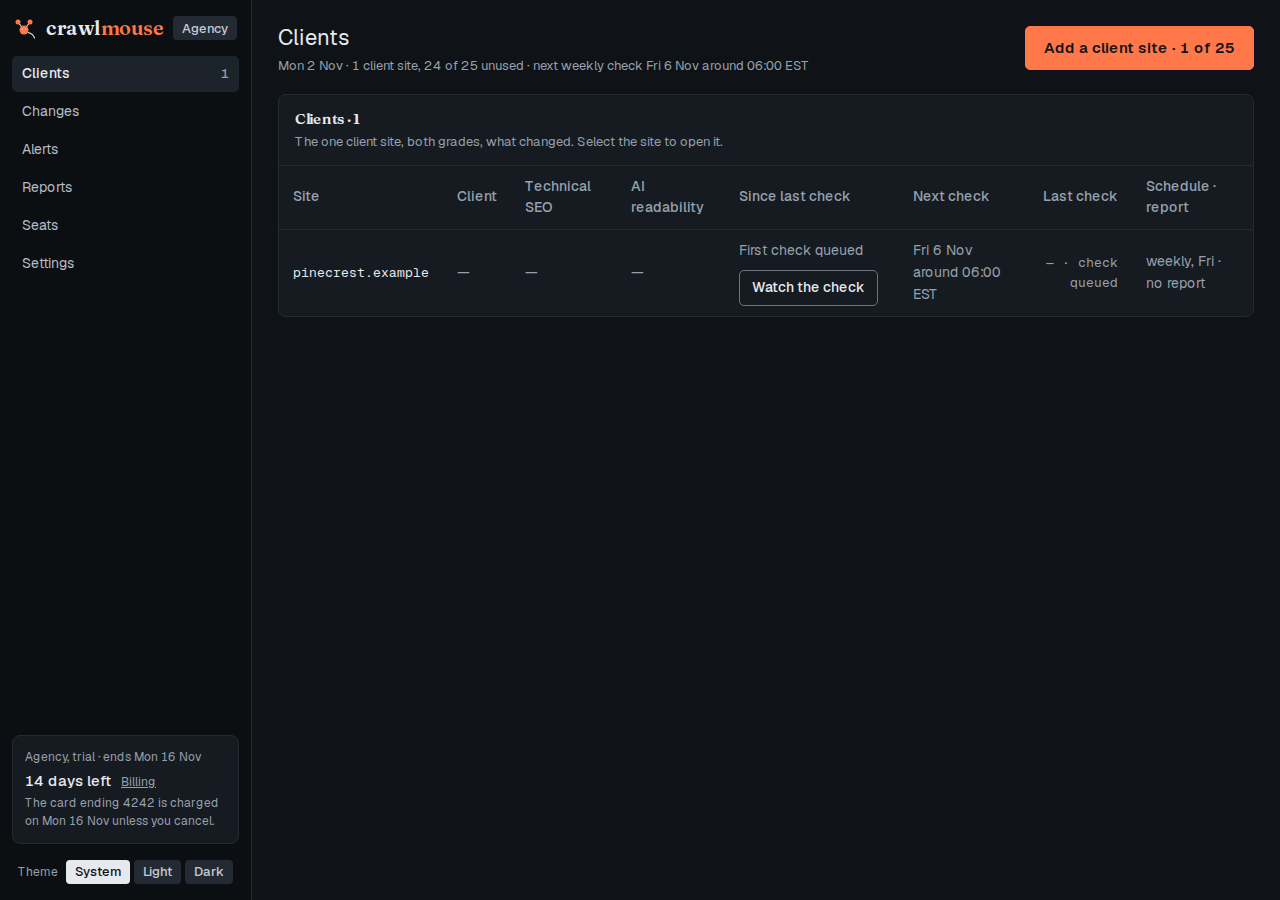 crawlmouse Agency
Clients 1
Changes
Alerts
Reports
Seats
Settings
Agency, trial · ends Mon 16 Nov
14 days left Billing
The card ending 4242 is charged
on Mon 16 Nov unless you cancel.
Theme System Light Dark
Clients
Mon 2 Nov · 1 client site, 24 of 25 unused · next weekly check Fri 6 Nov around 06:00 EST
Add a client site · 1 of 25
Clients · 1
The one client site, both grades, what changed. Select the site to open it.
Site
Client
Technical
SEO
AI
readability
Since last check
Next check
Last check
Schedule ·
report
pinecrest.example
—
—
—
First check queued
Watch the check
Fri 6 Nov
around 06:00
EST
— · check
queued
weekly, Fri ·
no report